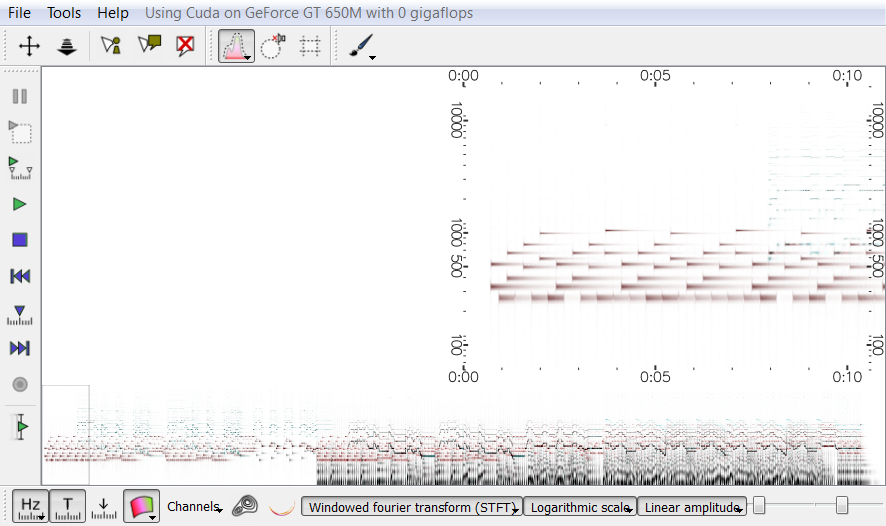 File Tools Help Using Cuda on GeForce GT 650M with 0 gigaflops
0:00 0:05 0:10
10000 10000
1000 1000
500 500
100 100
0:00 0:05 0:10
Hz T Channels Windowed fourier transform (STFT) Logarithmic scale Linear amplitude